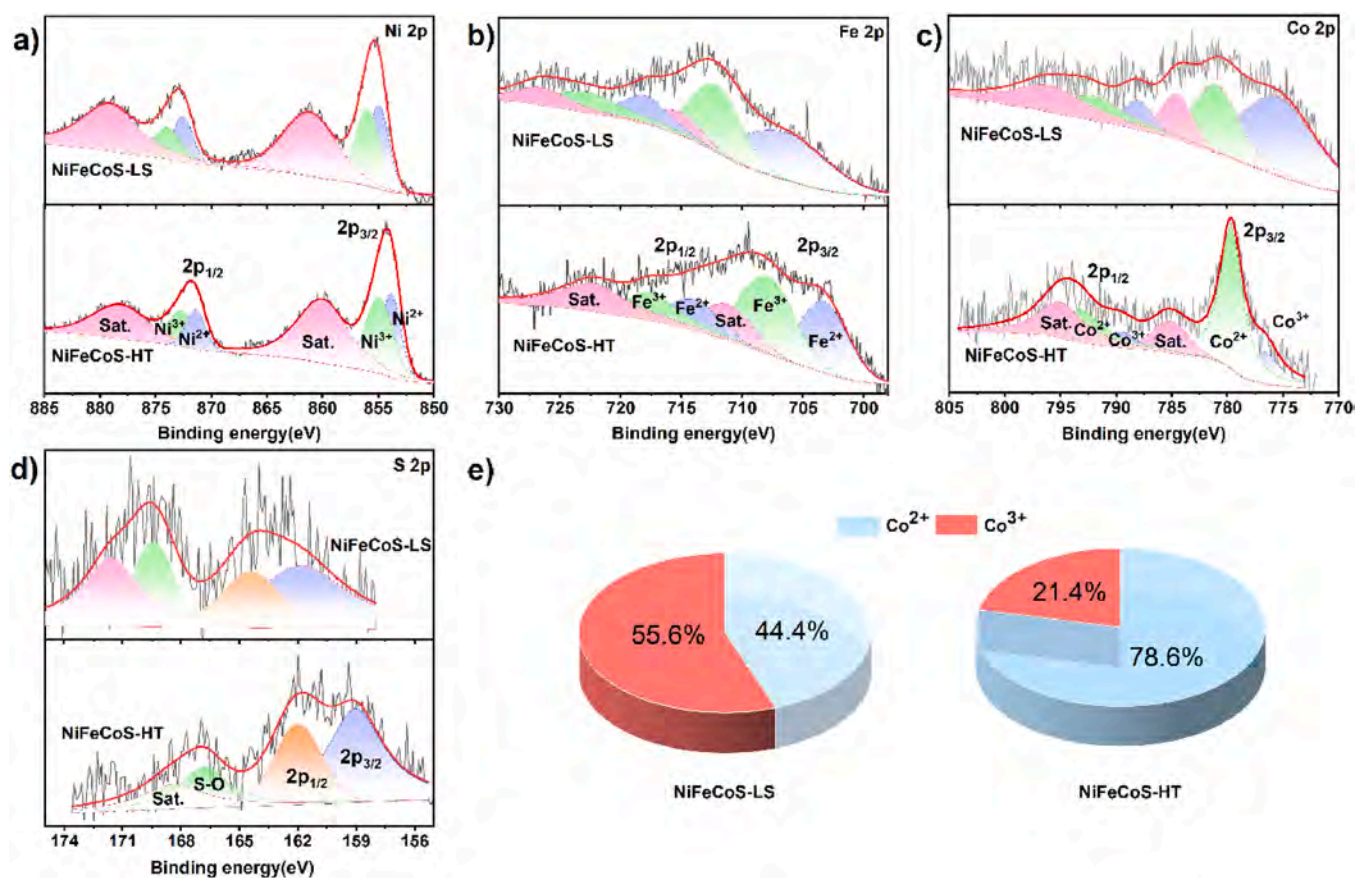 a)
Ni 2p
NiFeCoS-LS
2p3/2
2p1/2
Sat.
Ni3+
Ni2+
Sat.
Ni3+
Ni2+
NiFeCoS-HT
885 880 875 870 865 860 855 850
Binding energy(eV)
b)
Fe 2p
NiFeCoS-LS
2p1/2
2p3/2
Sat.
Fe3+
Fe2+
Sat.
Fe3+
Fe2+
NiFeCoS-HT
730 725 720 715 710 705 700
Binding energy(eV)
c)
Co 2p
NiFeCoS-LS
2p3/2
2p1/2
Co3+
Sat.
Co2+
Co3+
Sat.
Co2+
NiFeCoS-HT
805 800 795 790 785 780 775 770
Binding energy(eV)
d)
S 2p
NiFeCoS-LS
NiFeCoS-HT
Sat.
S-O
2p1/2
2p3/2
174 171 168 165 162 159 156
Binding energy(eV)
e)
Co2+ Co3+
55.6% 44.4%
NiFeCoS-LS
21.4%
78.6%
NiFeCoS-HT